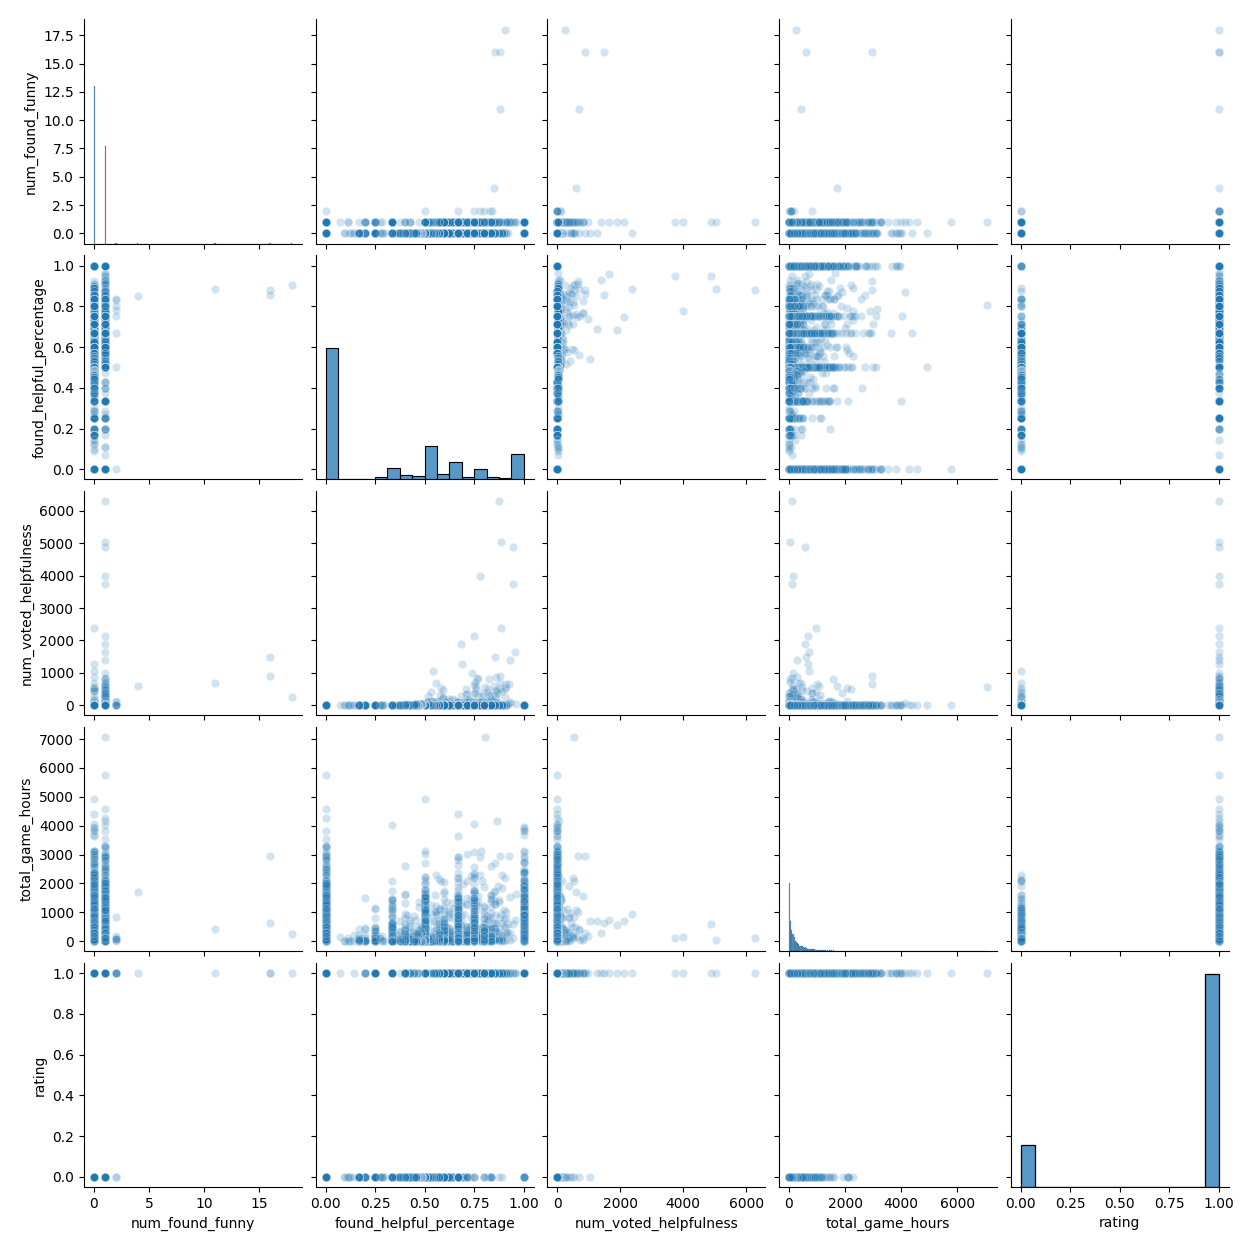 num_found_funny
17.5
15.0
12.5
10.0
7.5
5.0
2.5
0.0
found_helpful_percentage
1.0
0.8
0.6
0.4
0.2
0.0
num_voted_helpfulness
6000
5000
4000
3000
2000
1000
0
total_game_hours
7000
6000
5000
4000
3000
2000
1000
0
rating
1.0
0.8
0.6
0.4
0.2
0.0
0 5 10 15
0.00 0.25 0.50 0.75 1.00
0 2000 4000 6000
0 2000 4000 6000
0.00 0.25 0.50 0.75 1.00
num_found_funny
found_helpful_percentage
num_voted_helpfulness
total_game_hours
rating